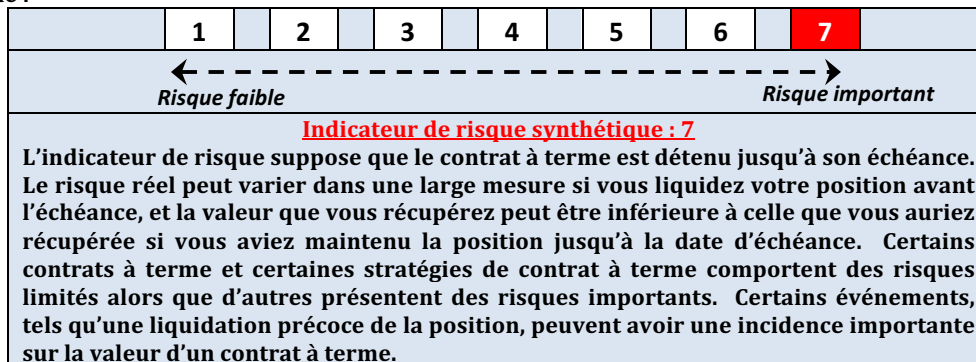 1 2 3 4 5 6 7
Risque faible Risque important
Indicateur de risque synthétique : 7
L’indicateur de risque suppose que le contrat à terme est détenu jusqu’à son échéance.
Le risque réel peut varier dans une large mesure si vous liquidez votre position avant
l’échéance, et la valeur que vous récupérez peut être inférieure à celle que vous auriez
récupérée si vous aviez maintenu la position jusqu’à la date d’échéance. Certains
contrats à terme et certaines stratégies de contrat à terme comportent des risques
limités alors que d’autres présentent des risques importants. Certains événements,
tels qu’une liquidation précoce de la position, peuvent avoir une incidence importante
sur la valeur d’un contrat à terme.